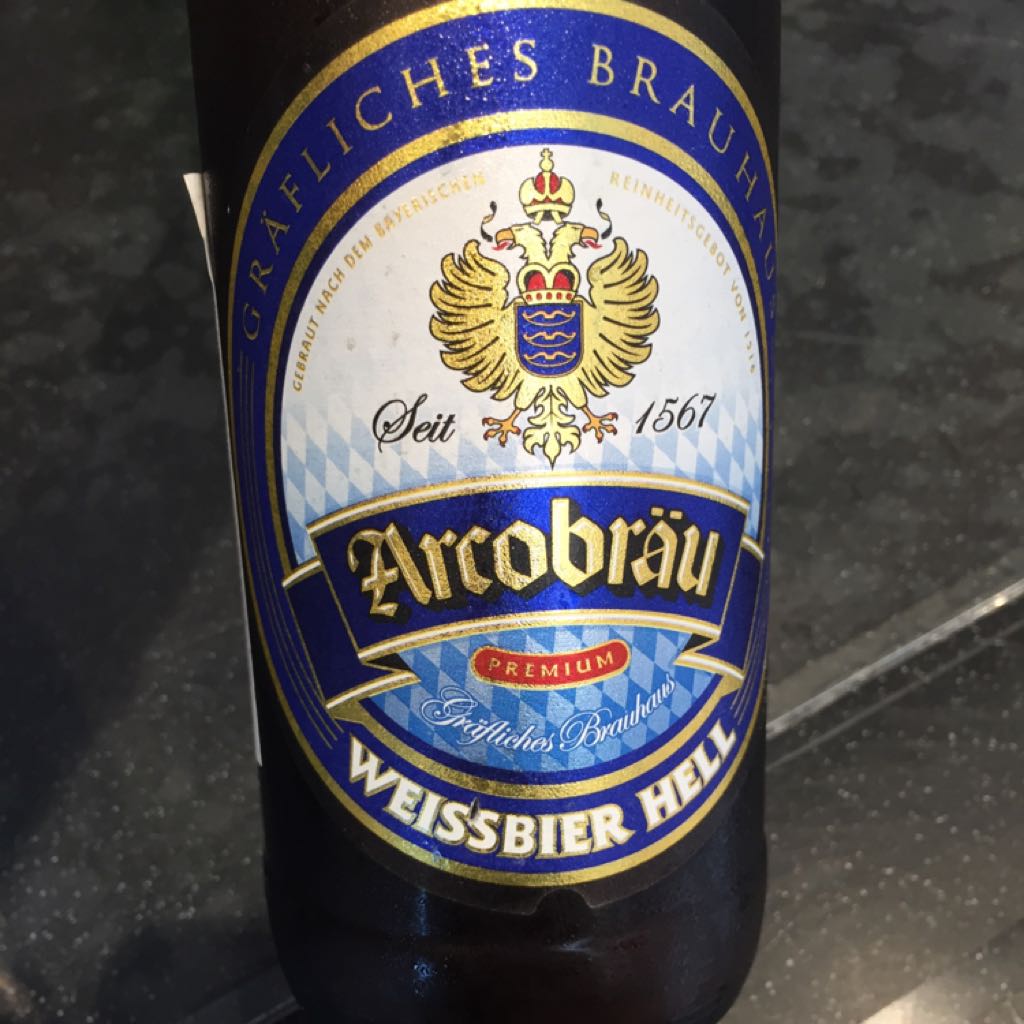 GRÄFLICHES BRAUHAUS
GEBRAUT NACH DEM BAYERISCHEN REINHEITSGEBOT VON 1516
Seit 1567
Arcobräu
PREMIUM
Gräfliches Brauhaus
WEISSBIER HELL